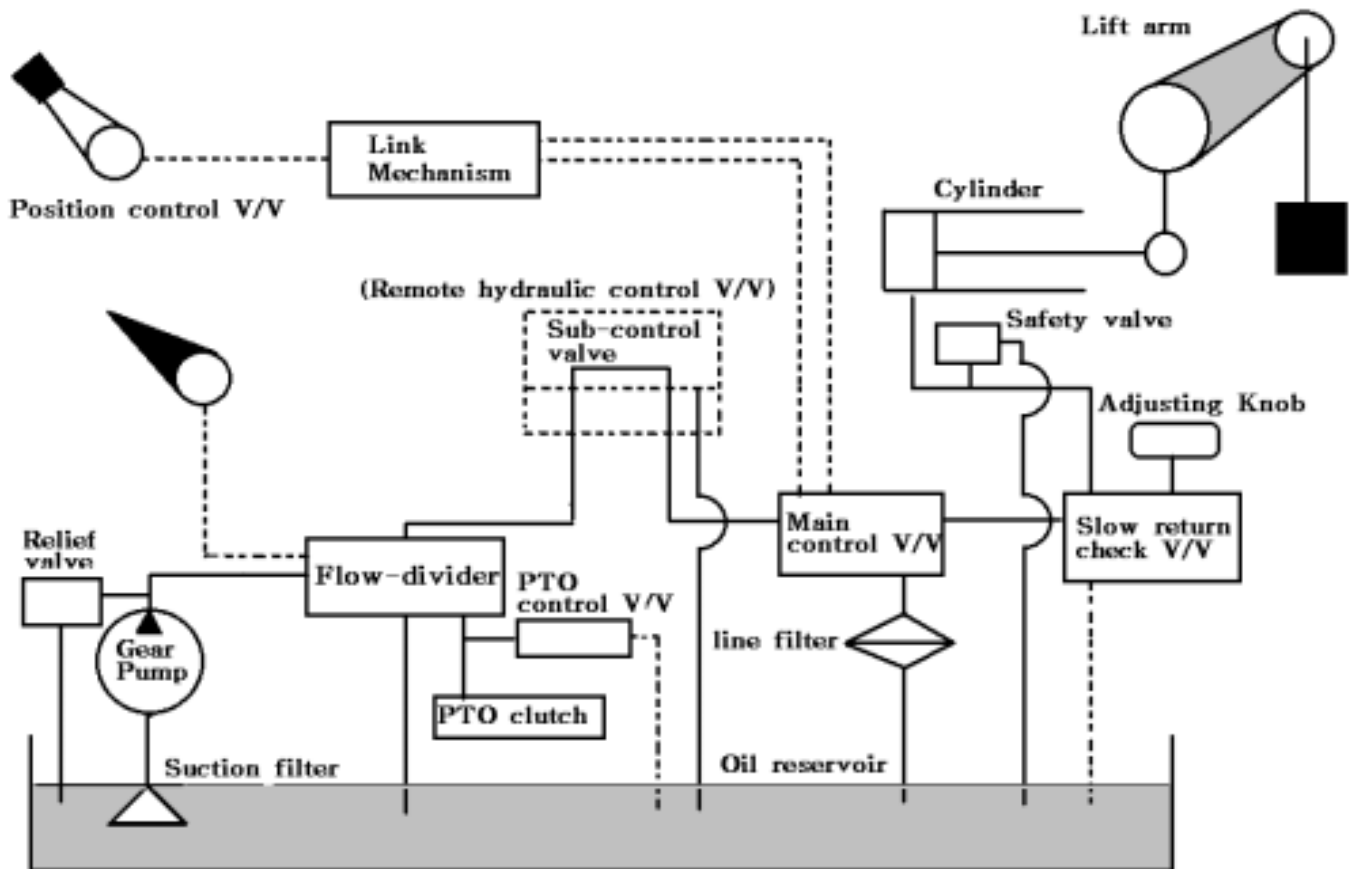 Lift arm
Link
Mechanism
Position control V/V
Cylinder
(Remote hydraulic control V/V)
Sub-control
valve
Safety valve
Adjusting Knob
Relief
valve
Flow-divider
PTO
control V/V
Main
control V/V
Slow return
check V/V
Gear
Pump
line filter
PTO clutch
Suction filter
Oil reservoir